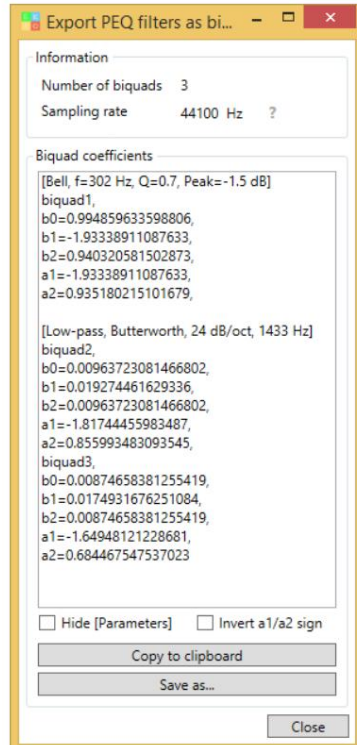 Export PEQ filters as bi...
Information
Number of biquads 3
Sampling rate 44100 Hz ?
Biquad coefficients
[Bell, f=302 Hz, Q=0.7, Peak=-1.5 dB]
biquad1,
b0=0.994859633598806,
b1=-1.93338911087633,
b2=0.940320581502873,
a1=-1.93338911087633,
a2=0.935180215101679,
[Low-pass, Butterworth, 24 dB/oct, 1433 Hz]
biquad2,
b0=0.00963723081466802,
b1=0.019274461629336,
b2=0.00963723081466802,
a1=-1.81744455983487,
a2=0.855993483093545,
biquad3,
b0=0.00874658381255419,
b1=0.0174931676251084,
b2=0.00874658381255419,
a1=-1.64948121228681,
a2=0.684467547537023
Hide [Parameters] Invert a1/a2 sign
Copy to clipboard
Save as...
Close